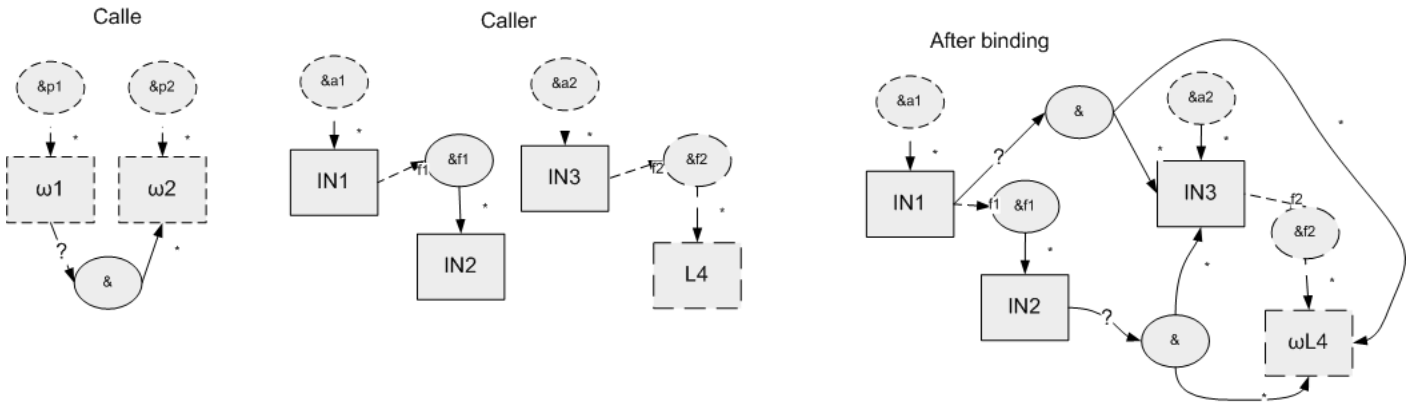 Calle
&p1
&p2
*
*
ω1
ω2
?
*
&
Caller
&a1
&a2
*
*
IN1
f1
&f1
IN3
f2
&f2
*
*
IN2
L4
After binding
&a1
&
&a2
*
*
*
?
*
IN1
f1
&f1
IN3
f2
&f2
*
*
*
IN2
?
&
ωL4
*